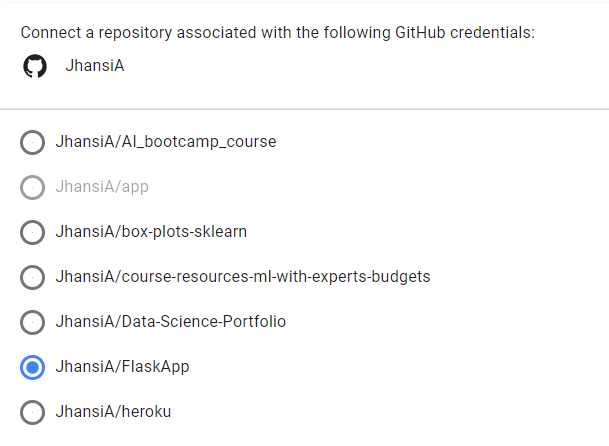 Connect a repository associated with the following GitHub credentials:
JhansiA
JhansiA/AI_bootcamp_course
JhansiA/app
JhansiA/box-plots-sklearn
JhansiA/course-resources-ml-with-experts-budgets
JhansiA/Data-Science-Portfolio
JhansiA/FlaskApp
JhansiA/heroku